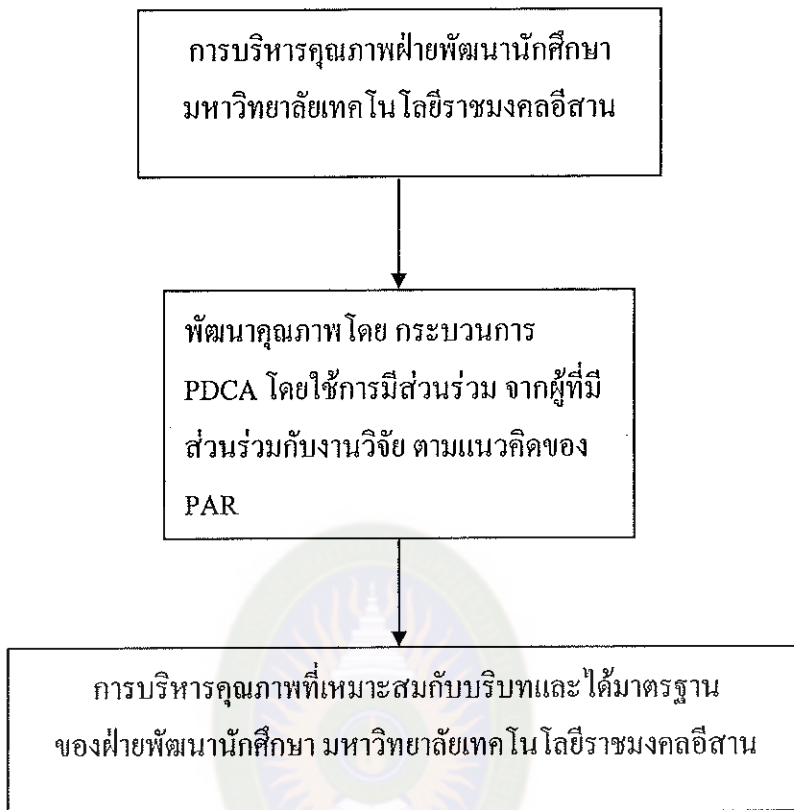 การบริหารคุณภาพฝ่ายพัฒนานักศึกษา
มหาวิทยาลัยเทคโนโลยีราชมงคลอีสาน
พัฒนาคุณภาพโดย กระบวนการ
PDCA โดยใช้การมีส่วนร่วม จากผู้ที่มี
ส่วนร่วมกับงานวิจัย ตามแนวคิดของ
PAR
การบริหารคุณภาพที่เหมาะสมกับบริบทและได้มาตรฐาน
ของฝ่ายพัฒนานักศึกษา มหาวิทยาลัยเทคโนโลยีราชมงคลอีสาน